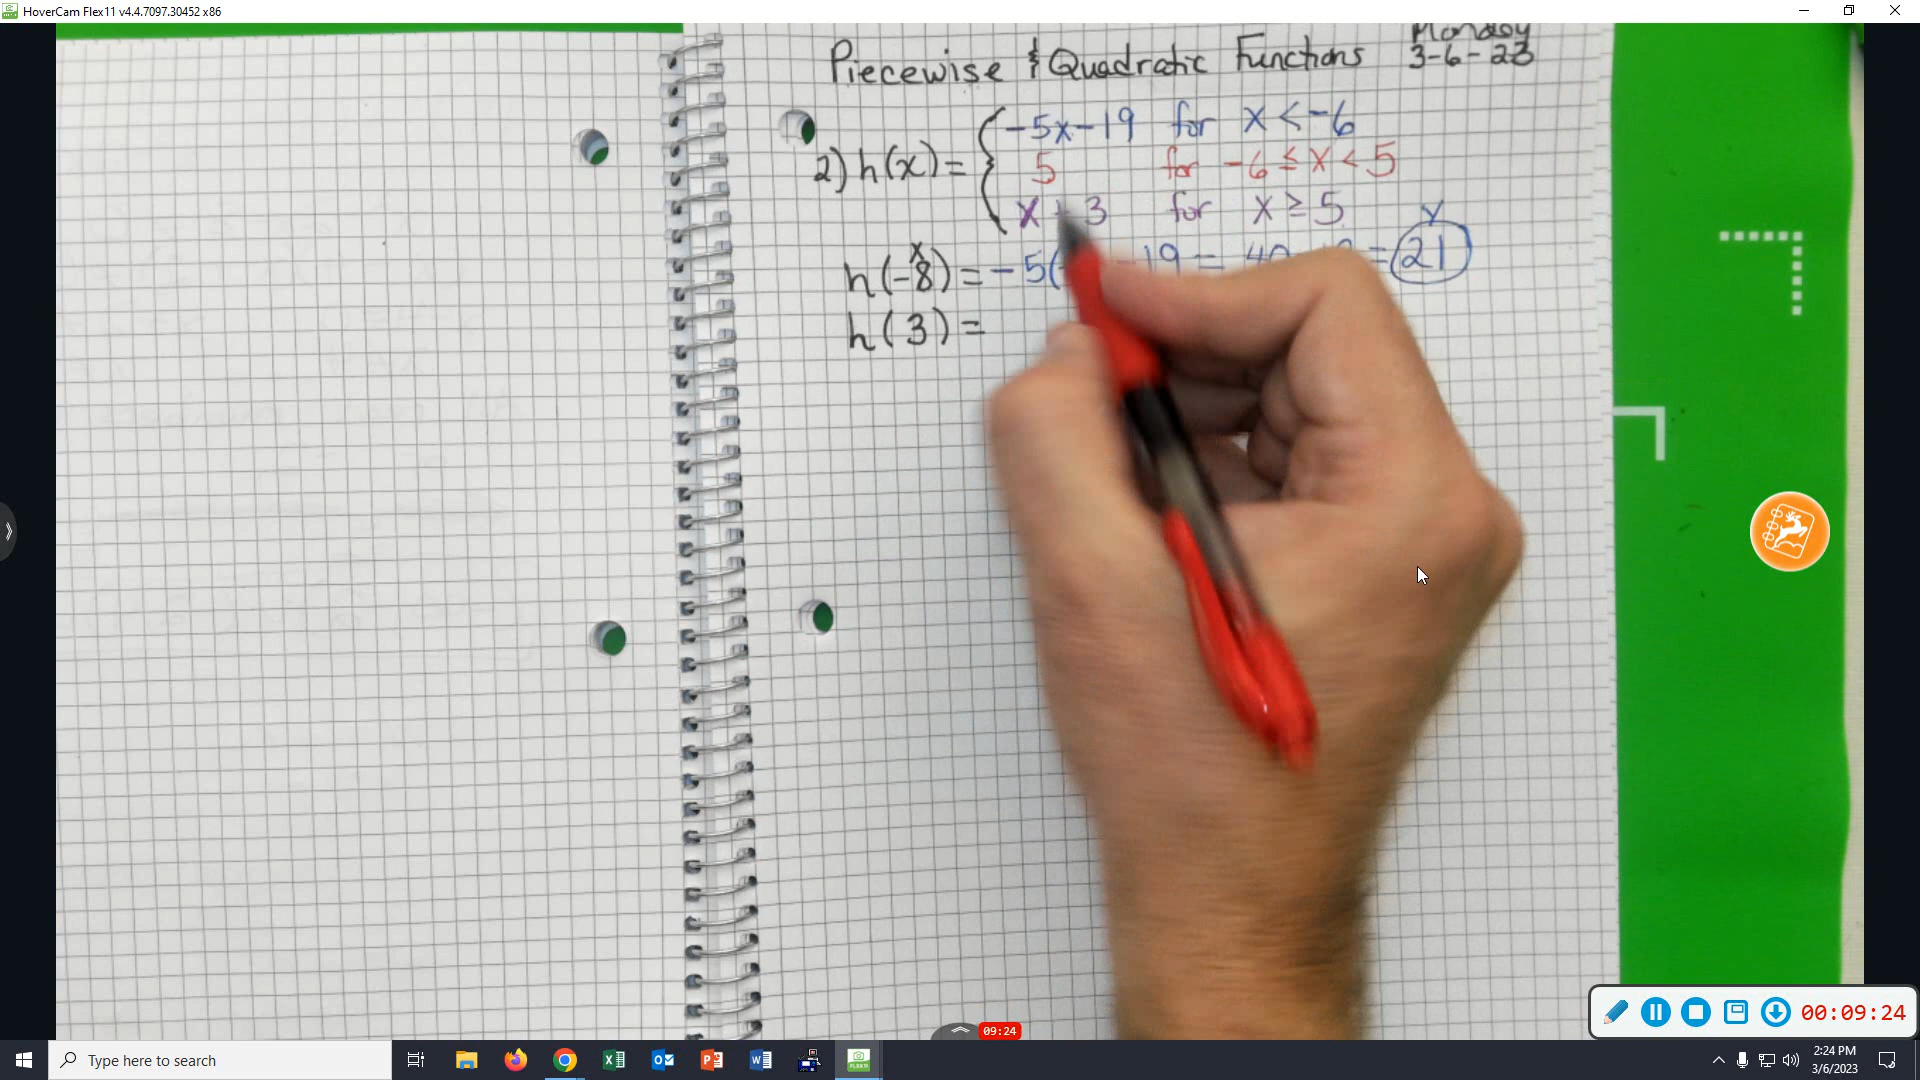 HoverCam Flex11 v4.4.7097.30452 x86
Monday
Piecewise & Quadratic Functions 3-6-23
-5x-19 for x < -6
2) h(x) = 5 for -6 ≤ x < 5
x + 3 for x ≥ 5
x y
h(-8) = -5( -19 = 40 = 21
h(3) =
09:24
00:09:24
Type here to search
2:24 PM
3/6/2023